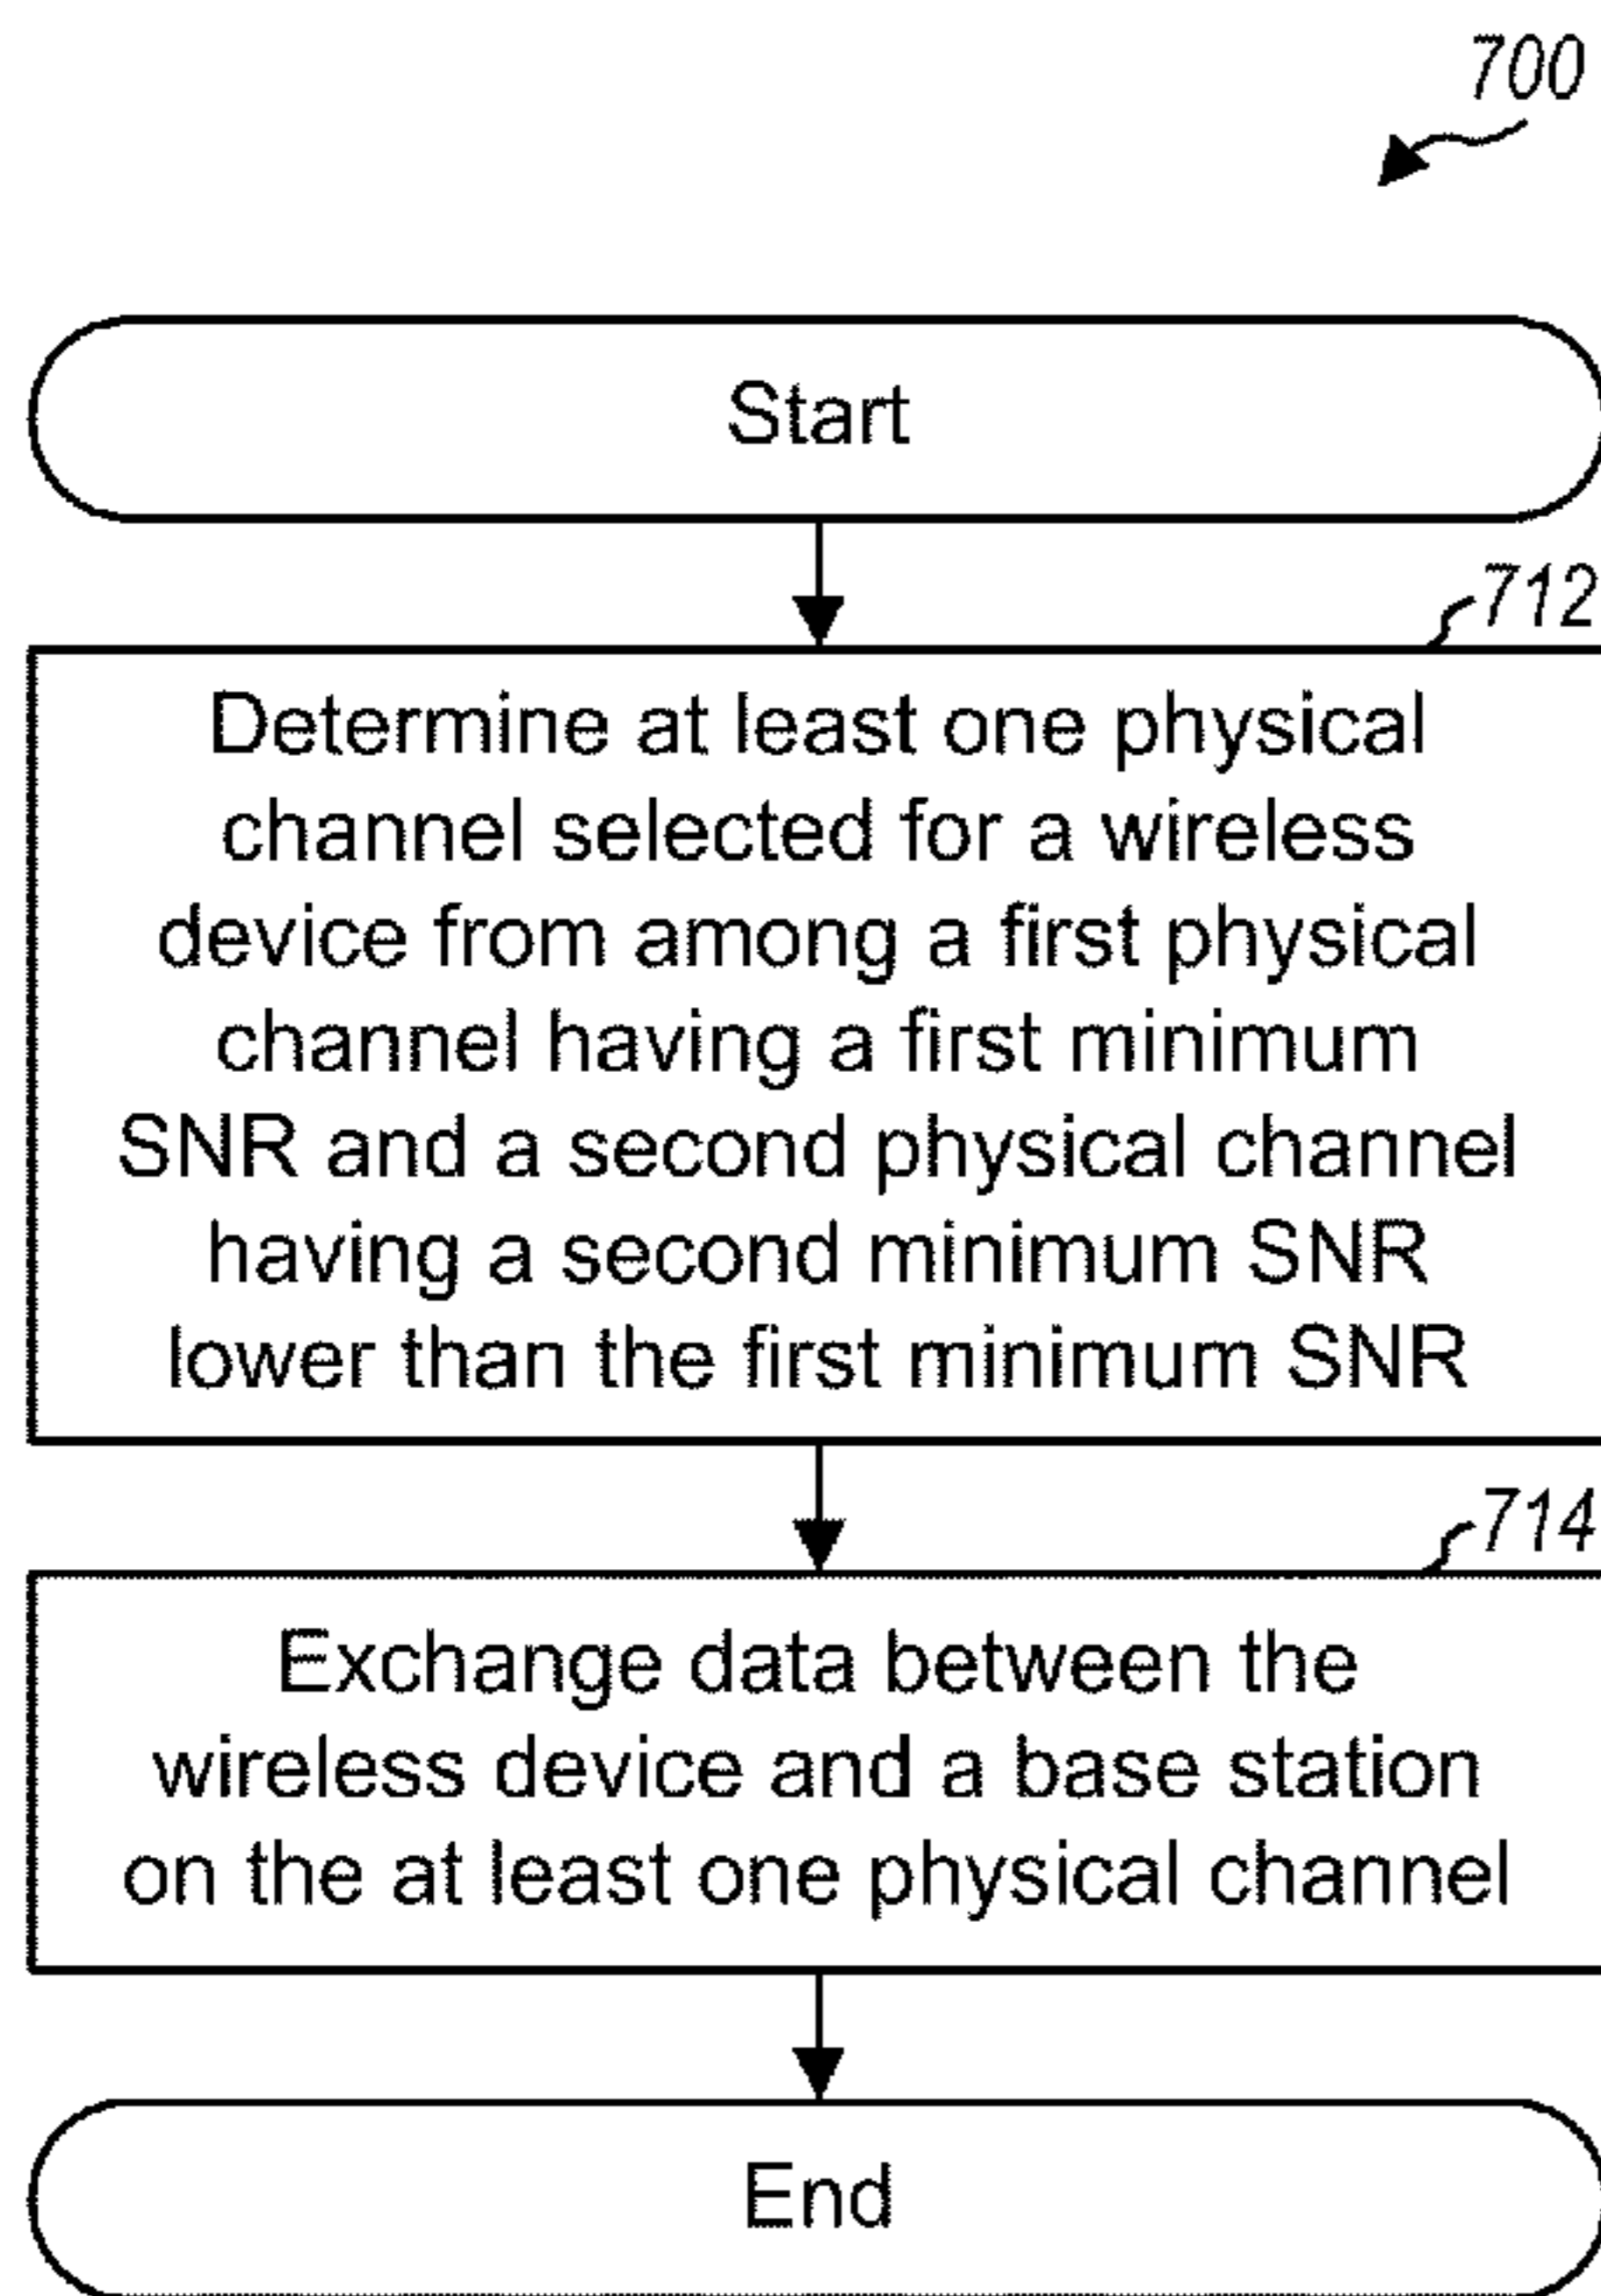 700
Start
712
Determine at least one physical
channel selected for a wireless
device from among a first physical
channel having a first minimum
SNR and a second physical channel
having a second minimum SNR
lower than the first minimum SNR
714
Exchange data between the
wireless device and a base station
on the at least one physical channel
End